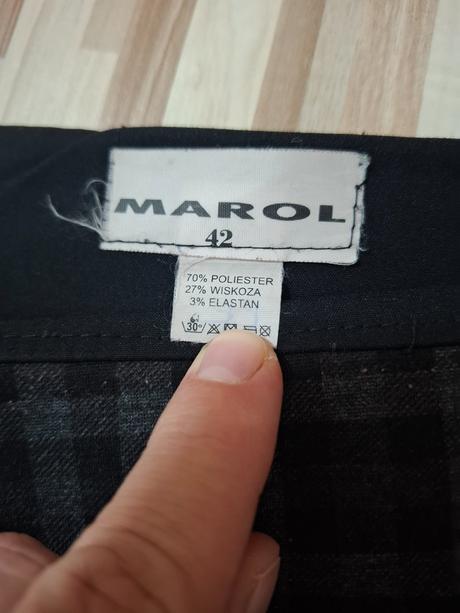 MAROL
42
70% POLIESTER
27% WISKOZA
3% ELASTAN
30°